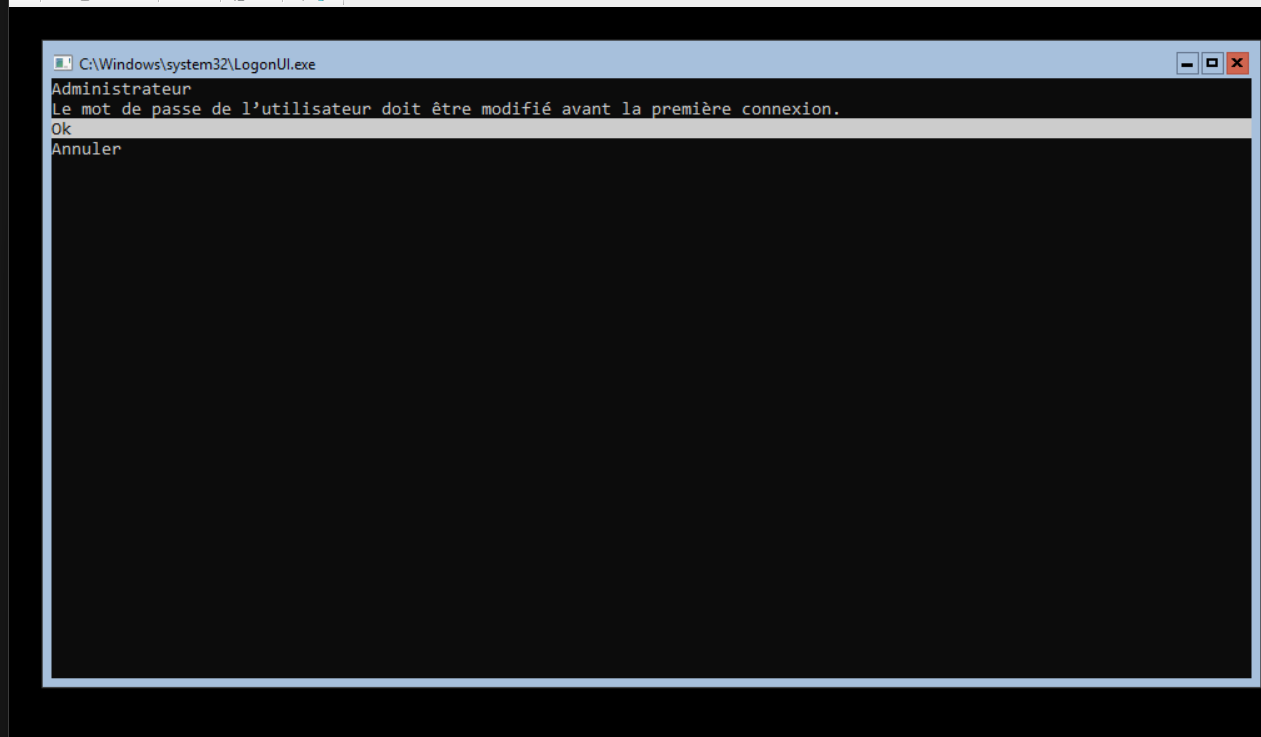 C:\Windows\system32\LogonUI.exe
Administrateur
Le mot de passe de l’utilisateur doit être modifié avant la première connexion.
Ok
Annuler